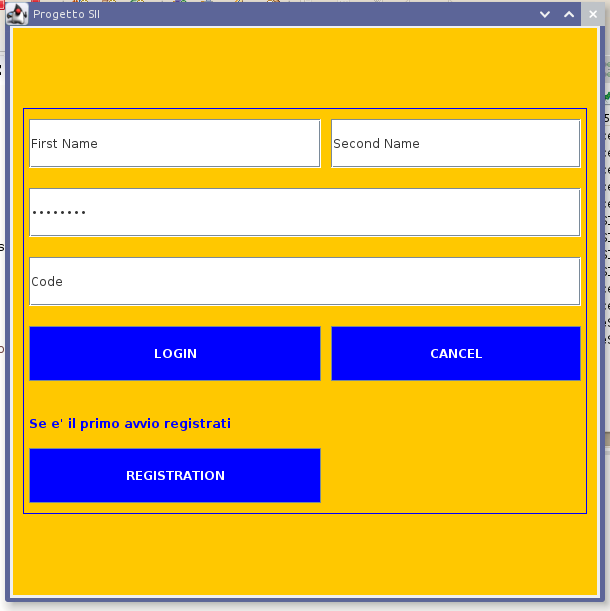 Progetto SII
First Name
Second Name
••••••••
Code
LOGIN
CANCEL
Se e' il primo avvio registrati
REGISTRATION